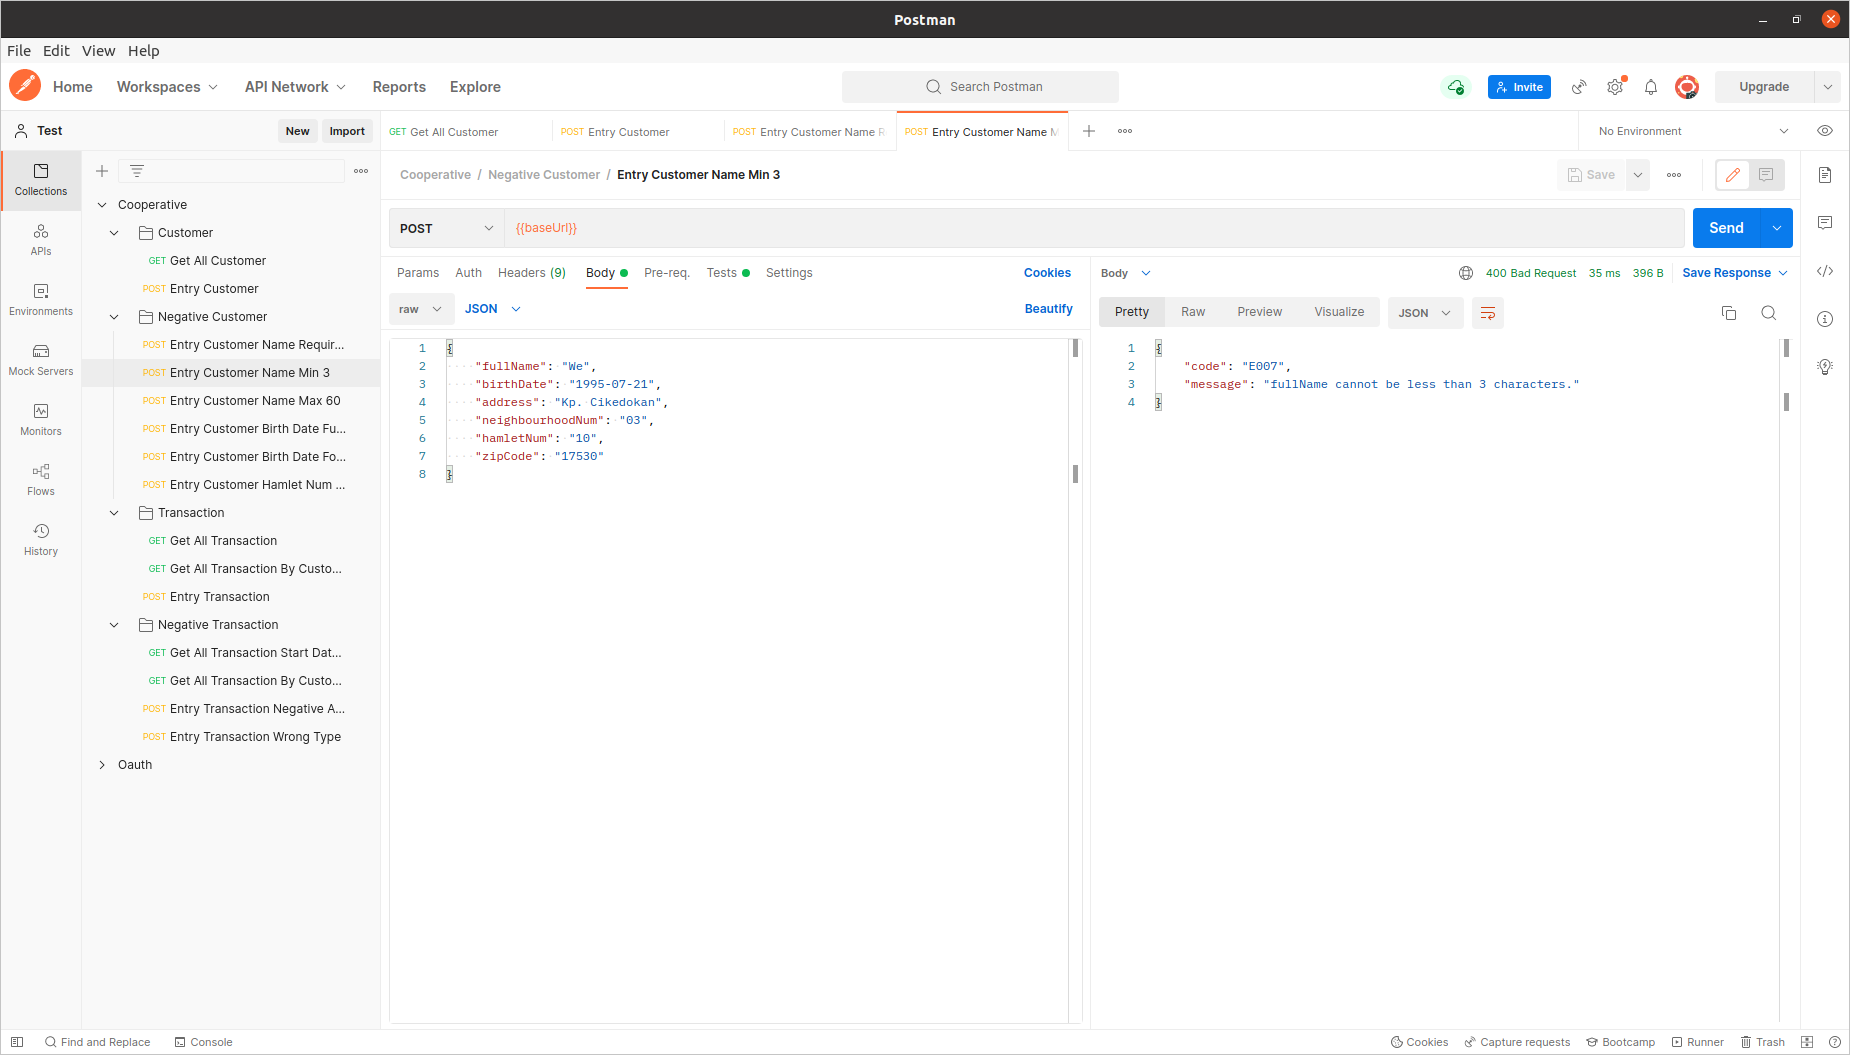 Postman
File Edit View Help
Home Workspaces API Network Reports Explore Search Postman Invite Upgrade
Test New Import
GET Get All Customer POST Entry Customer POST Entry Customer Name R POST Entry Customer Name M No Environment
Cooperative / Negative Customer / Entry Customer Name Min 3 Save
POST {{baseUrl}} Send
Params Auth Headers (9) Body Pre-req. Tests Settings Cookies
raw JSON Beautify
1 {
2 "fullName": "We",
3 "birthDate": "1995-07-21",
4 "address": "Kp. Cikedokan",
5 "neighbourhoodNum": "03",
6 "hamletNum": "10",
7 "zipCode": "17530"
8 }
Body 400 Bad Request 35 ms 396 B Save Response
Pretty Raw Preview Visualize JSON
1 {
2 "code": "E007",
3 "message": "fullName cannot be less than 3 characters."
4 }
Collections
APIs
Environments
Mock Servers
Monitors
Flows
History
Cooperative
Customer
GET Get All Customer
POST Entry Customer
Negative Customer
POST Entry Customer Name Requir...
POST Entry Customer Name Min 3
POST Entry Customer Name Max 60
POST Entry Customer Birth Date Fu...
POST Entry Customer Birth Date Fo...
POST Entry Customer Hamlet Num ...
Transaction
GET Get All Transaction
GET Get All Transaction By Custo...
POST Entry Transaction
Negative Transaction
GET Get All Transaction Start Dat...
GET Get All Transaction By Custo...
POST Entry Transaction Negative A...
POST Entry Transaction Wrong Type
Oauth
Find and Replace Console Cookies Capture requests Bootcamp Runner Trash